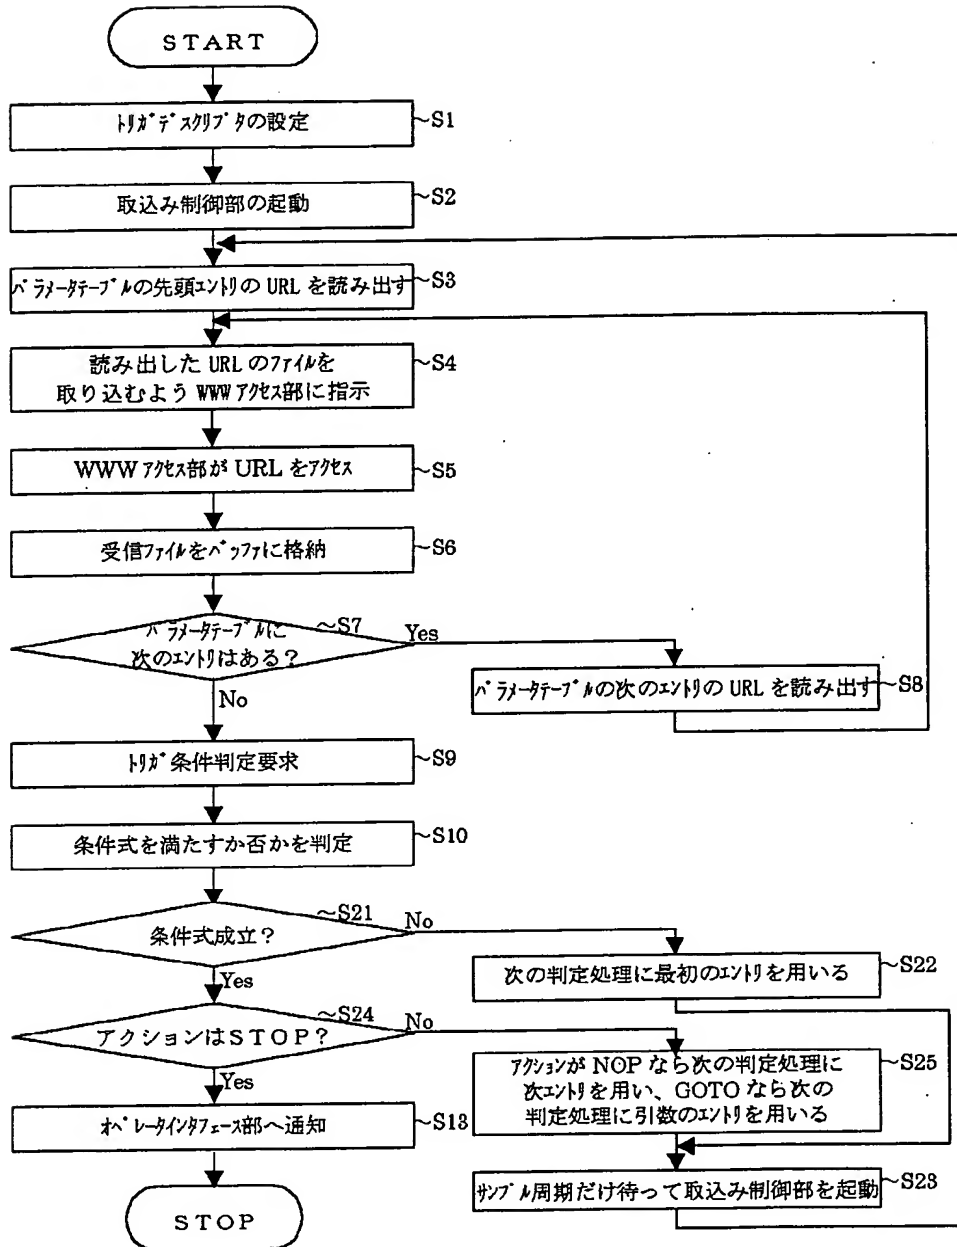 START
トリガデスクリプタの設定
~S1
取込み制御部の起動
~S2
パラメータテーブルの先頭エントリの URL を読み出す
~S3
読み出した URL のファイルを
取り込むよう WWW アクセス部に指示
~S4
WWW アクセス部が URL をアクセス
~S5
受信ファイルをバッファに格納
~S6
パラメータテーブルに
次のエントリはある?
~S7
Yes
パラメータテーブルの次のエントリの URL を読み出す
~S8
No
トリガ条件判定要求
~S9
条件式を満たすか否かを判定
~S10
条件式成立?
~S21
No
次の判定処理に最初のエントリを用いる
~S22
Yes
アクションはSTOP?
~S24
No
アクションが NOP なら次の判定処理に
次エントリを用い、GOTO なら次の
判定処理に引数のエントリを用いる
~S25
Yes
オペレータインタフェース部へ通知
~S13
サンプル周期だけ待って取込み制御部を起動
~S23
STOP